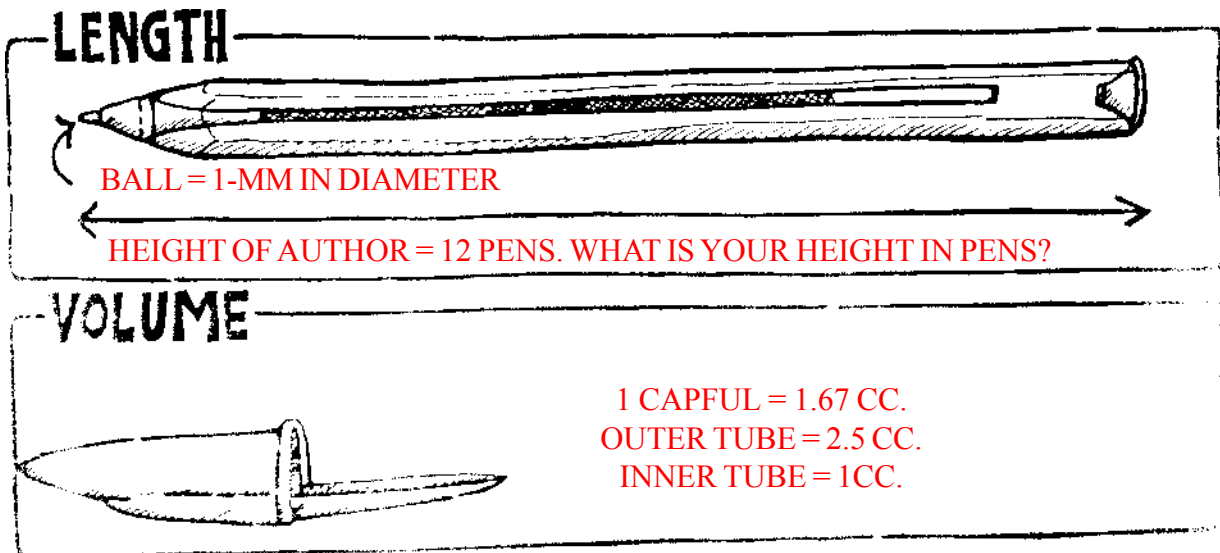 LENGTH
BALL = 1-MM IN DIAMETER
HEIGHT OF AUTHOR = 12 PENS. WHAT IS YOUR HEIGHT IN PENS?
VOLUME
1 CAPFUL = 1.67 CC.
OUTER TUBE = 2.5 CC.
INNER TUBE = 1CC.